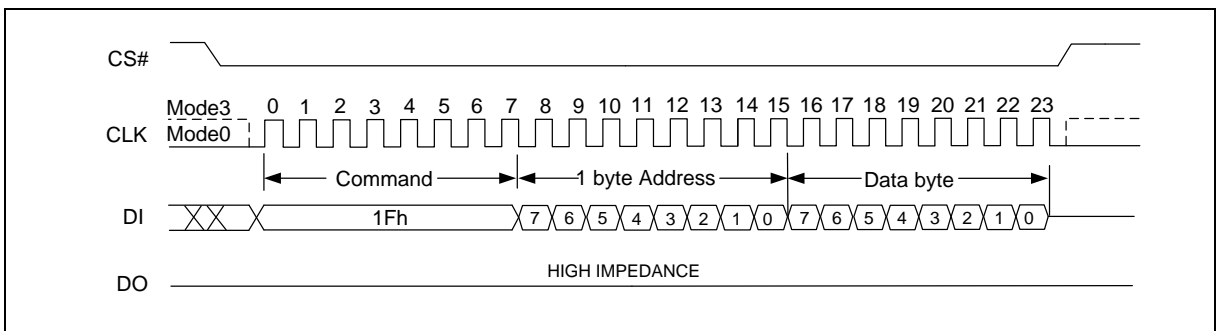 CS#
Mode3 0 1 2 3 4 5 6 7 8 9 10 11 12 13 14 15 16 17 18 19 20 21 22 23
CLK Mode0
Command 1 byte Address Data byte
DI 1Fh 7 6 5 4 3 2 1 0 7 6 5 4 3 2 1 0
HIGH IMPEDANCE
DO